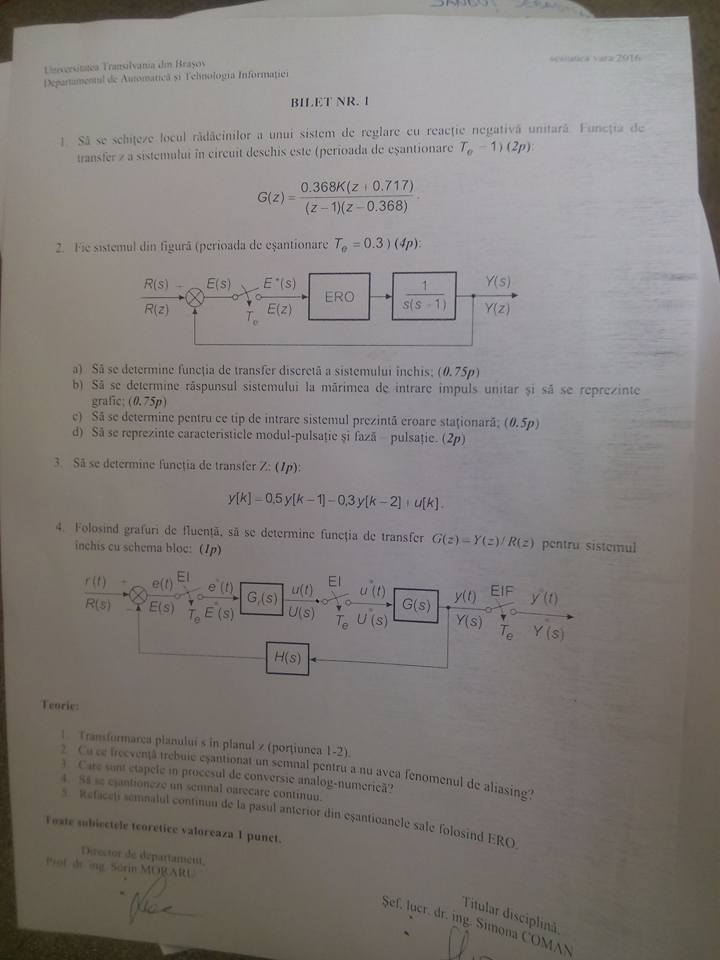 Universitatea Transilvania din Brașov
Departamentul de Automatică și Tehnologia Informației
sesiunea vara 2016
BILET NR. 1
1. Să se schițeze locul rădăcinilor a unui sistem de reglare cu reacție negativă unitară. Funcția de
transfer z a sistemului în circuit deschis este (perioada de eșantionare T_e = 1) (2p):
G(z) = 0.368K(z + 0.717) / (z − 1)(z − 0.368) .
2. Fie sistemul din figură (perioada de eșantionare T_e = 0.3 ) (4p):
R(s) E(s) E*(s) Y(s)
ERO 1 / s(s + 1)
R(z) T_e E(z) Y(z)
a) Să se determine funcția de transfer discretă a sistemului închis; (0.75p)
b) Să se determine răspunsul sistemului la mărimea de intrare impuls unitar și să se reprezinte
grafic; (0.75p)
c) Să se determine pentru ce tip de intrare sistemul prezintă eroare staționară; (0.5p)
d) Să se reprezinte caracteristicle modul-pulsație și fază – pulsație. (2p)
3. Să se determine funcția de transfer Z: (1p):
y[k] = 0,5y[k − 1] − 0,3y[k − 2] + u[k].
4. Folosind grafuri de fluență, să se determine funcția de transfer G(z) = Y(z)/ R(z) pentru sistemul
închis cu schema bloc: (1p)
r(t) + e(t) EI e*(t) u(t) EI u*(t) y(t) EIF y*(t)
G_r(s) G(s)
R(s) − E(s) T_e E*(s) U(s) T_e U*(s) Y(s) T_e Y*(s)
H(s)
Teorie:
1. Transformarea planului s în planul z (porțiunea 1-2).
2. Cu ce frecvență trebuie eșantionat un semnal pentru a nu avea fenomenul de aliasing?
3. Care sunt etapele in procesul de conversie analog-numerică?
4. Să se eșantioneze un semnal oarecare continuu.
5. Refaceți semnalul continuu de la pasul anterior din eșantioanele sale folosind ERO.
Toate subiectele teoretice valoreaza 1 punct.
Director de departament,
Prof. dr. ing. Sorin MORARU
Titular disciplină,
Șef. lucr. dr. ing. Simona COMAN